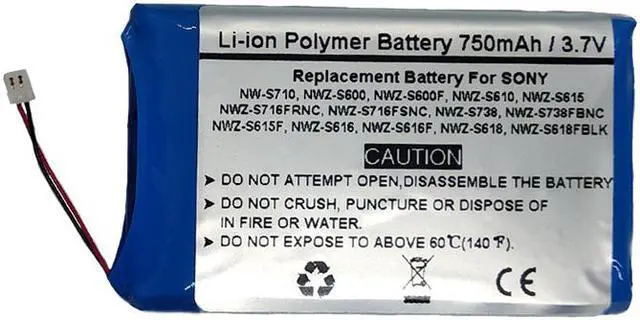 Li-ion Polymer Battery 750mAh / 3.7V
Replacement Battery For SONY
NW-S710, NWZ-S600, NWZ-S600F, NWZ-S610, NWZ-S615
NWZ-S716FRNC, NWZ-S716FSNC, NWZ-S738, NWZ-S738FBNC
NWZ-S615F, NWZ-S616, NWZ-S616F, NWZ-S618, NWZ-S618FBLK
CAUTION
➢DO NOT ATTEMPT OPEN,DISASSEMBLE THE BATTERY
➢DO NOT CRUSH, PUNCTURE OR DISPOSE OF
IN FIRE OR WATER.
➢DO NOT EXPOSE TO ABOVE 60℃(140℉).
CE